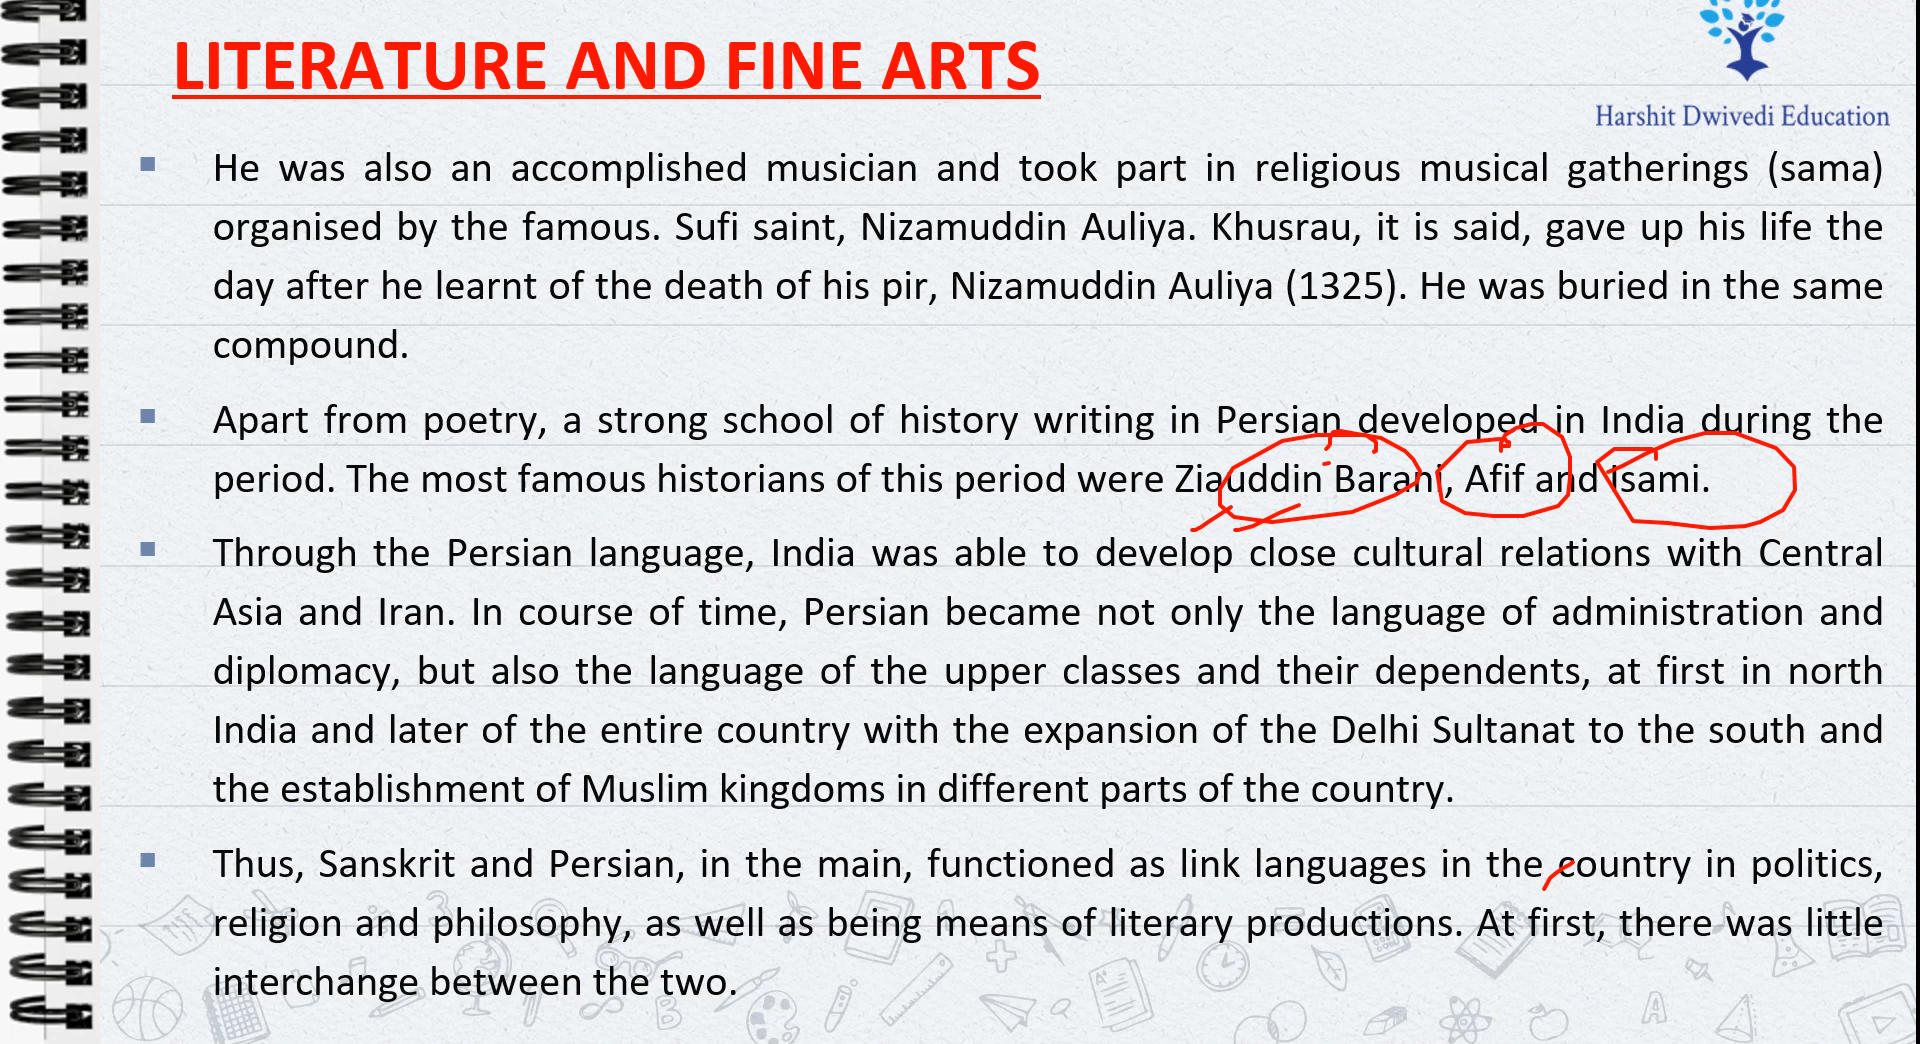 LITERATURE AND FINE ARTS
Harshit Dwivedi Education
▪ He was also an accomplished musician and took part in religious musical gatherings (sama)
organised by the famous. Sufi saint, Nizamuddin Auliya. Khusrau, it is said, gave up his life the
day after he learnt of the death of his pir, Nizamuddin Auliya (1325). He was buried in the same
compound.
▪ Apart from poetry, a strong school of history writing in Persian developed in India during the
period. The most famous historians of this period were Ziauddin Barani, Afif and Isami.
▪ Through the Persian language, India was able to develop close cultural relations with Central
Asia and Iran. In course of time, Persian became not only the language of administration and
diplomacy, but also the language of the upper classes and their dependents, at first in north
India and later of the entire country with the expansion of the Delhi Sultanat to the south and
the establishment of Muslim kingdoms in different parts of the country.
▪ Thus, Sanskrit and Persian, in the main, functioned as link languages in the country in politics,
religion and philosophy, as well as being means of literary productions. At first, there was little
interchange between the two.